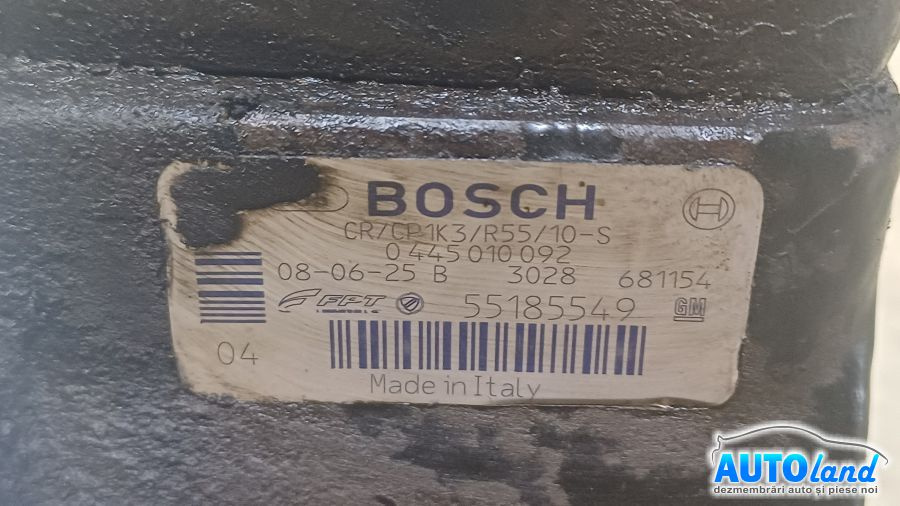 BOSCH
CR/CP1K3/R55/10-S
0 445 010 092
08-06-25 B 3028 681154
FPT 55185549 GM
04
Made in Italy
AUTOland
dezmembrări auto și piese noi